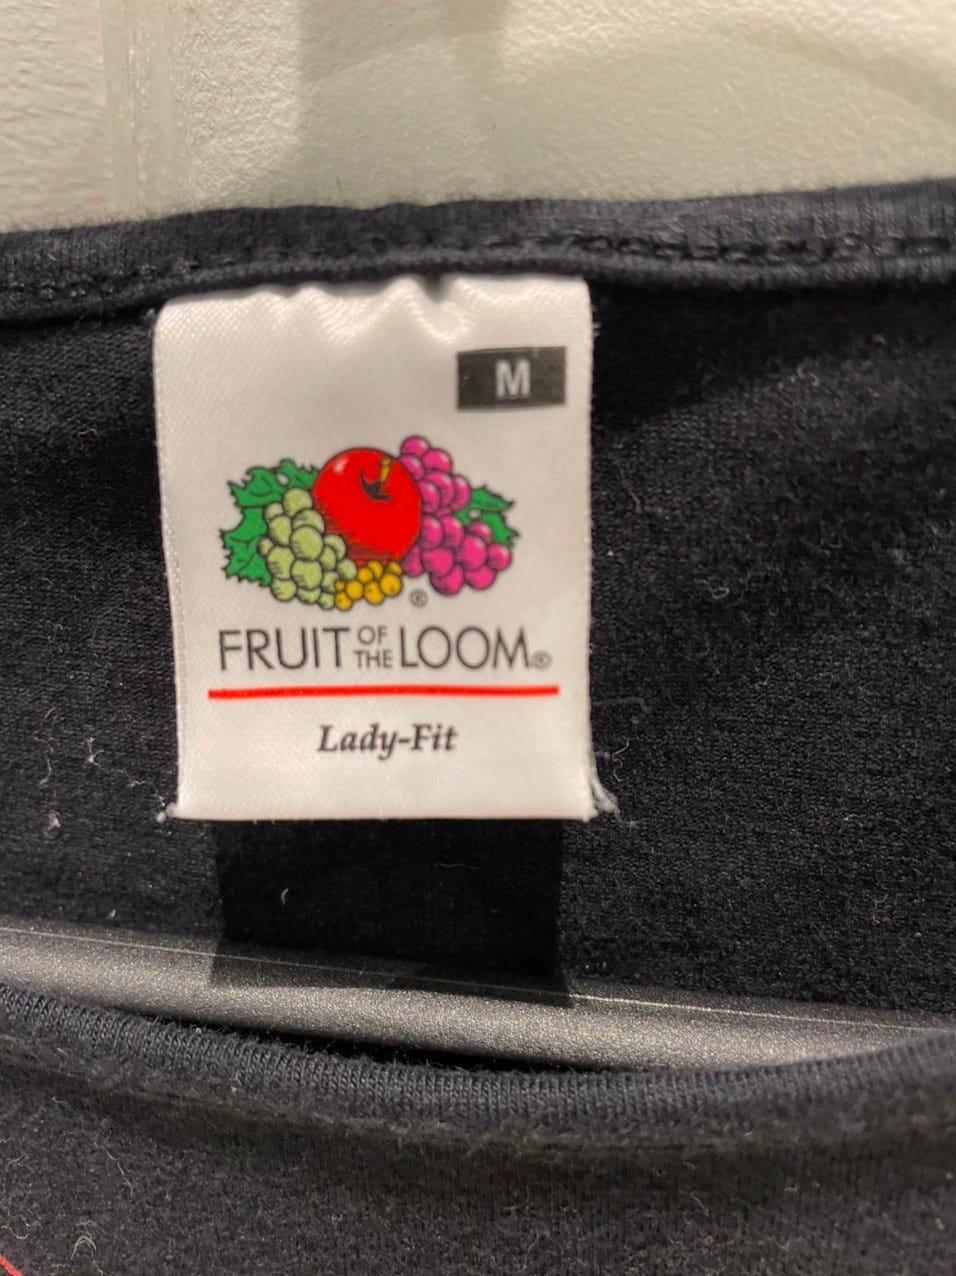 M
®
FRUIT OF THE LOOM®
Lady-Fit